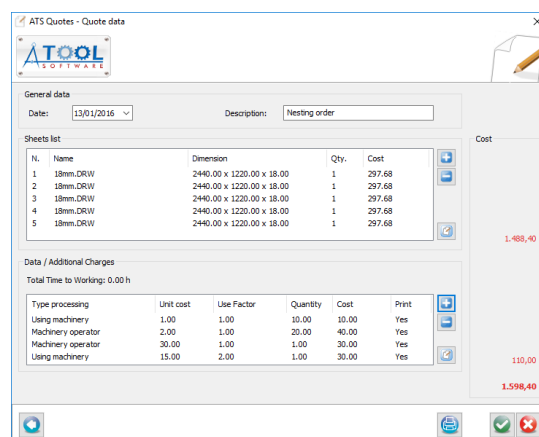 ATS Quotes - Quote data
ATOOL
SOFTWARE
General data
Date: 13/01/2016 Description: Nesting order
Sheets list Cost
N. Name Dimension Qty. Cost
1 18mm.DRW 2440.00 x 1220.00 x 18.00 1 297.68
2 18mm.DRW 2440.00 x 1220.00 x 18.00 1 297.68
3 18mm.DRW 2440.00 x 1220.00 x 18.00 1 297.68
4 18mm.DRW 2440.00 x 1220.00 x 18.00 1 297.68
5 18mm.DRW 2440.00 x 1220.00 x 18.00 1 297.68
1.488,40
Data / Additional Charges
Total Time to Working: 0.00 h
Type processing Unit cost Use Factor Quantity Cost Print
Using machinery 1.00 1.00 10.00 10.00 Yes
Machinery operator 2.00 1.00 20.00 40.00 Yes
Machinery operator 30.00 1.00 1.00 30.00 Yes
Using machinery 15.00 2.00 1.00 30.00 Yes
110,00
1.598,40